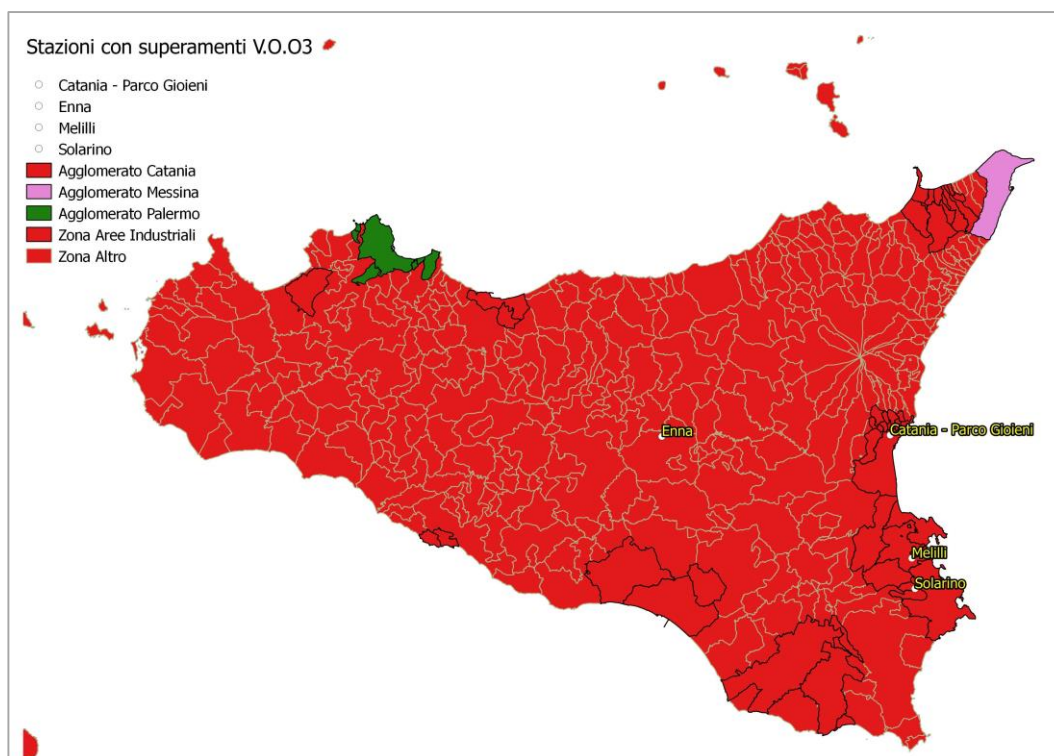 Stazioni con superamenti V.O.O3
Catania - Parco Gioieni
Enna
Melilli
Solarino
Agglomerato Catania
Agglomerato Messina
Agglomerato Palermo
Zona Aree Industriali
Zona Altro
Enna
Catania - Parco Gioieni
Melilli
Solarino